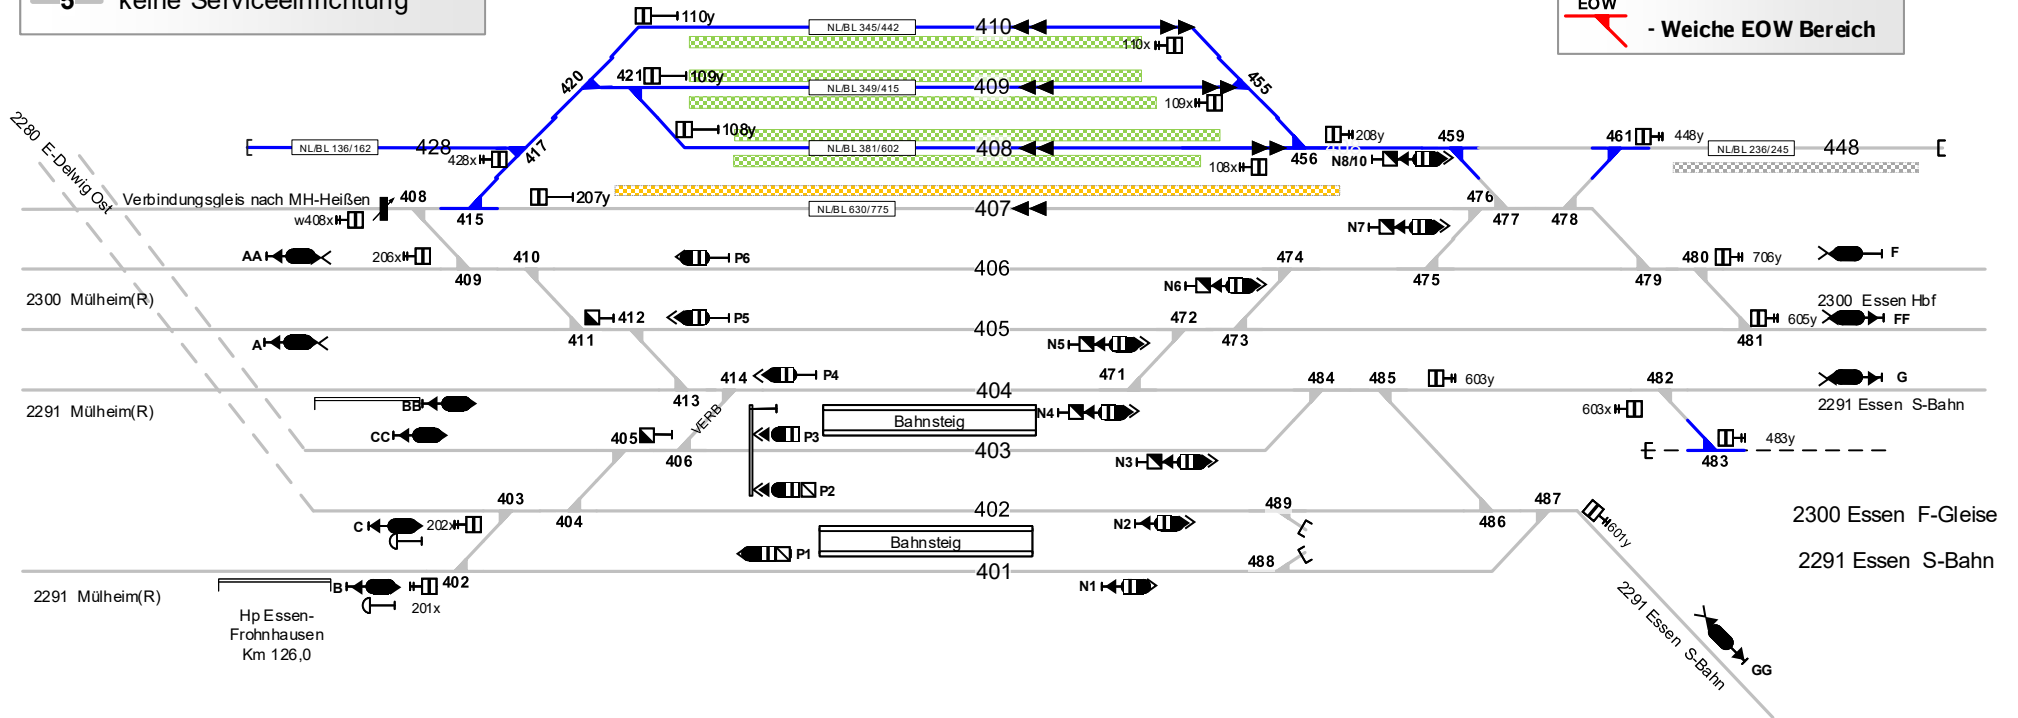 5 keine Serviceeinrichtung
EOW
- Weiche EOW Bereich
110y
NL/BL 345/442
410
110x
420
421
109y
NL/BL 349/415
409
109x
455
2280 E-Delwig Ost
NL/BL 136/162
428
428x
417
108y
NL/BL 381/602
408
108x
456
208y
N8/10
459
461
448y
NL/BL 236/245
448
Verbindungsgleis nach MH-Heißen
w408x
408
415
207y
NL/BL 630/775
407
N7
476
477
478
AA
206x
409
410
P6
406
N6
474
475
479
480
706y
F
2300 Mülheim(R)
411
412
P5
405
N5
472
473
605y
481
2300 Essen Hbf
FF
A
2291 Mülheim(R)
BB
CC
413
414
P4
404
471
484
485
603y
482
603x
G
2291 Essen S-Bahn
VERB
405
406
P3
Bahnsteig
N4
403
N3
483y
483
P2
403
404
402
489
N2
486
487
601y
2300 Essen F-Gleise
C
202x
P1
Bahnsteig
401
488
N1
2291 Essen S-Bahn
2291 Mülheim(R)
B
402
201x
Hp Essen-
Frohnhausen
Km 126,0
2291 Essen S-Bahn
GG